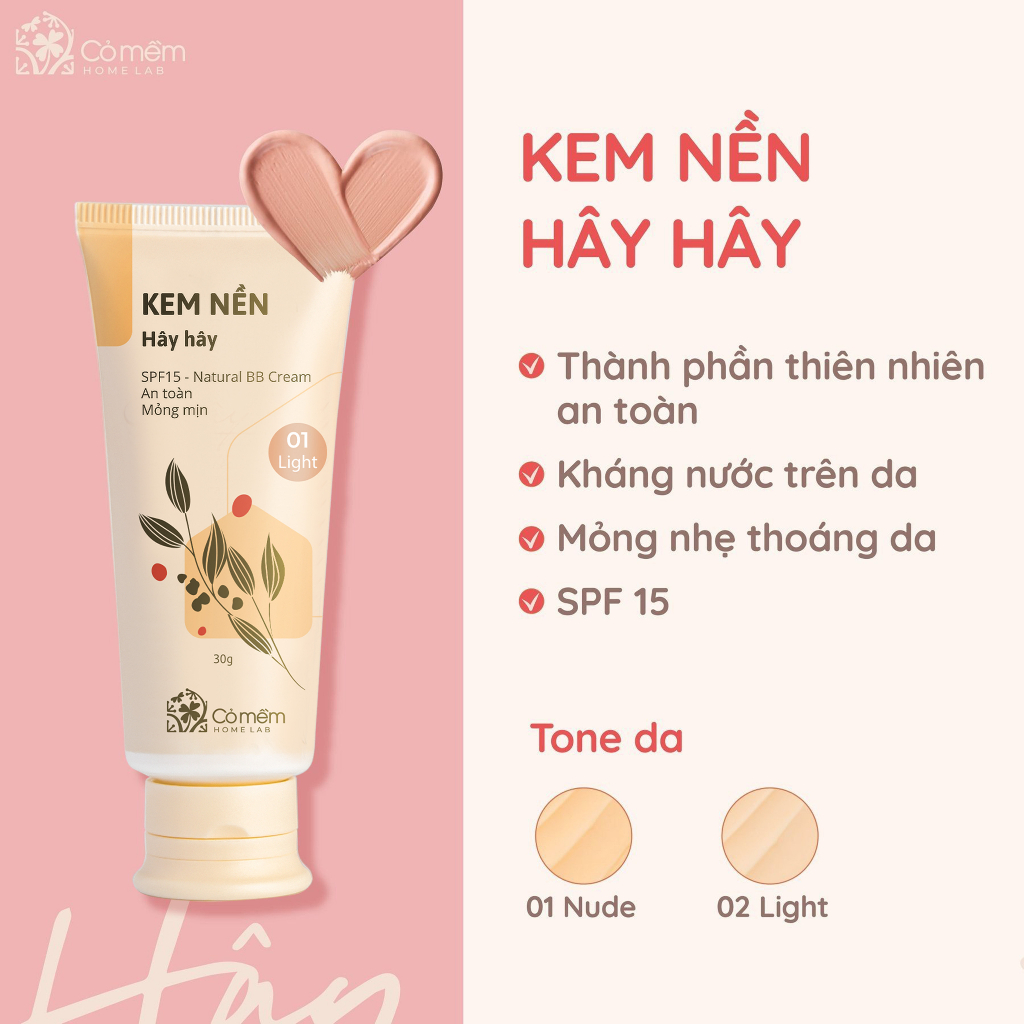 Cỏ mềm
HOME LAB
KEM NỀN
Hây hây
SPF15 - Natural BB Cream
An toàn
Mỏng mịn
01
Light
30g
Cỏ mềm
HOME LAB
Hây
KEM NỀN
HÂY HÂY
Thành phần thiên nhiên
an toàn
Kháng nước trên da
Mỏng nhẹ thoáng da
SPF 15
Tone da
01 Nude
02 Light